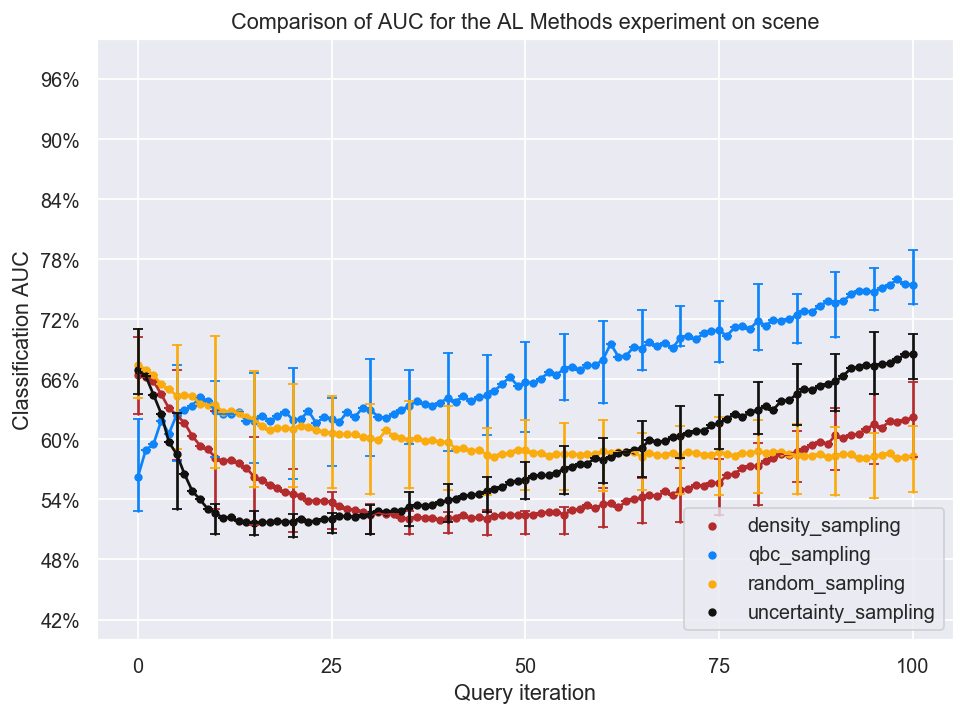 Comparison of AUC for the AL Methods experiment on scene
Classification AUC
96%
90%
84%
78%
72%
66%
60%
54%
48%
42%
0 25 50 75 100
Query iteration
density_sampling
qbc_sampling
random_sampling
uncertainty_sampling